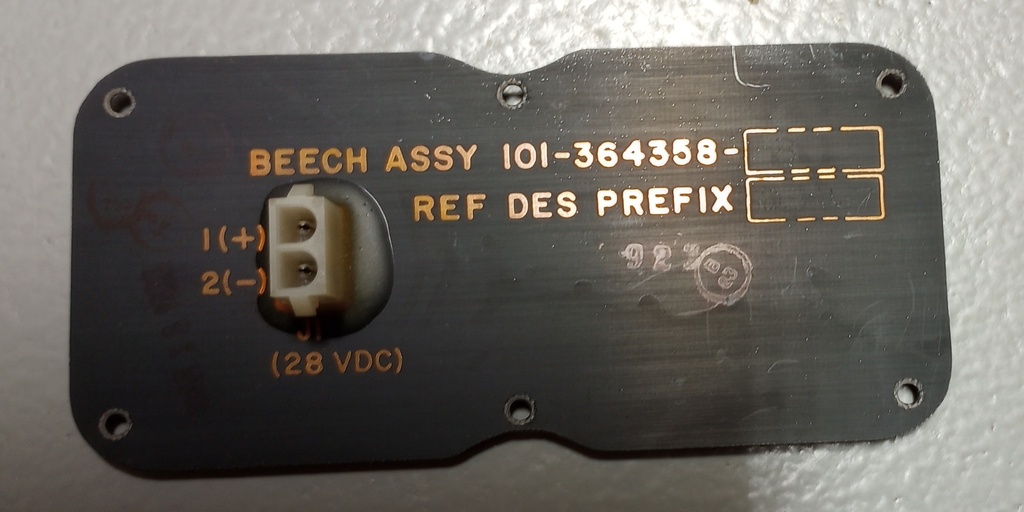 BEECH ASSY 101-364358-
REF DES PREFIX
1(+)
2(-)
J1
(28 VDC)